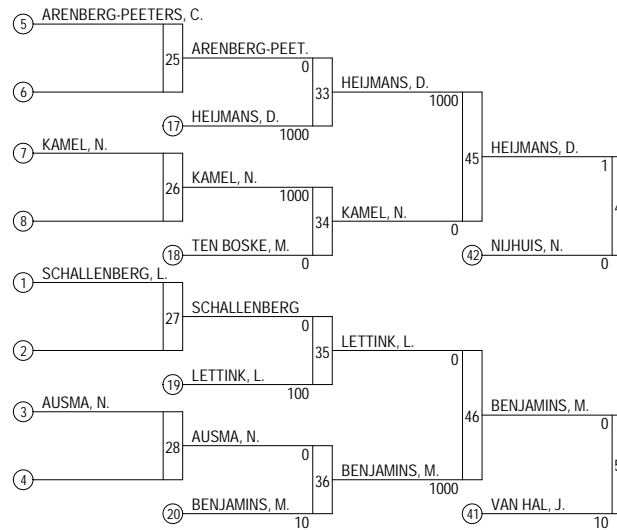 5 ARENBERG-PEETERS, C.
25 ARENBERG-PEET.
0
6
33 HEIJMANS, D.
1000
17 HEIJMANS, D.
1000
7 KAMEL, N.
45 HEIJMANS, D.
1
26 KAMEL, N.
1000
8
34 KAMEL, N.
0
18 TEN BOSKE, M.
0
42 NIJHUIS, N.
0
1 SCHALLENBERG, L.
27 SCHALLENBERG
0
2
35 LETTINK, L.
0
19 LETTINK, L.
100
3 AUSMA, N.
46 BENJAMINS, M.
0
28 AUSMA, N.
0
4
36 BENJAMINS, M.
1000
20 BENJAMINS, M.
10
41 VAN HAL, J.
10